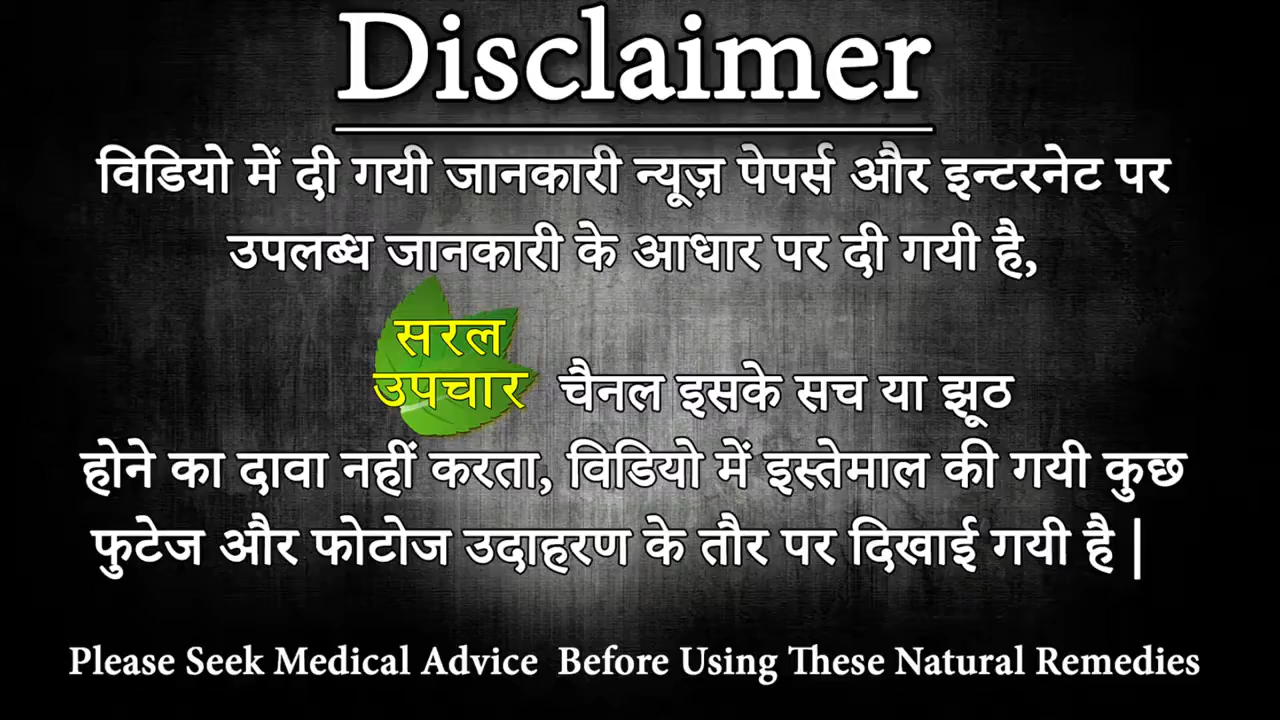 Disclaimer
विडियो में दी गयी जानकारी न्यूज़ पेपर्स और इन्टरनेट पर
उपलब्ध जानकारी के आधार पर दी गयी है,
सरल
उपचार चैनल इसके सच या झूठ
होने का दावा नहीं करता, विडियो में इस्तेमाल की गयी कुछ
फुटेज और फोटोज उदाहरण के तौर पर दिखाई गयी है |
Please Seek Medical Advice Before Using These Natural Remedies